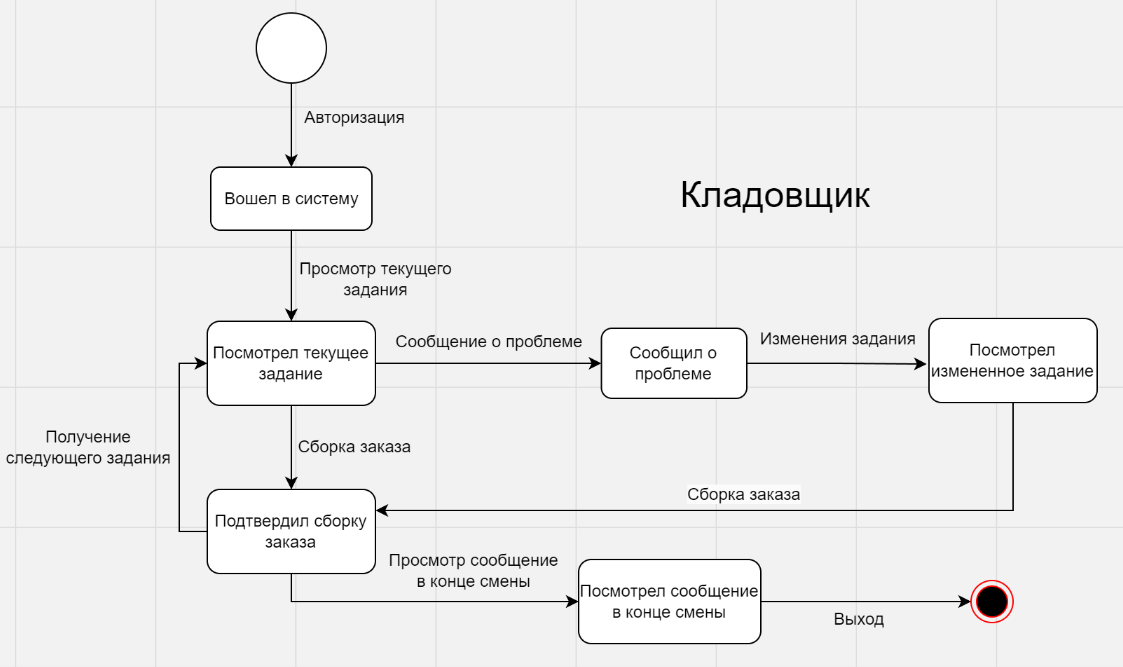 Авторизация
Вошел в систему
Кладовщик
Просмотр текущего
задания
Посмотрел текущее
задание
Сообщение о проблеме
Сообщил о
проблеме
Изменения задания
Посмотрел
измененное задание
Получение
следующего задания
Сборка заказа
Сборка заказа
Подтвердил сборку
заказа
Просмотр сообщение
в конце смены
Посмотрел сообщение
в конце смены
Выход